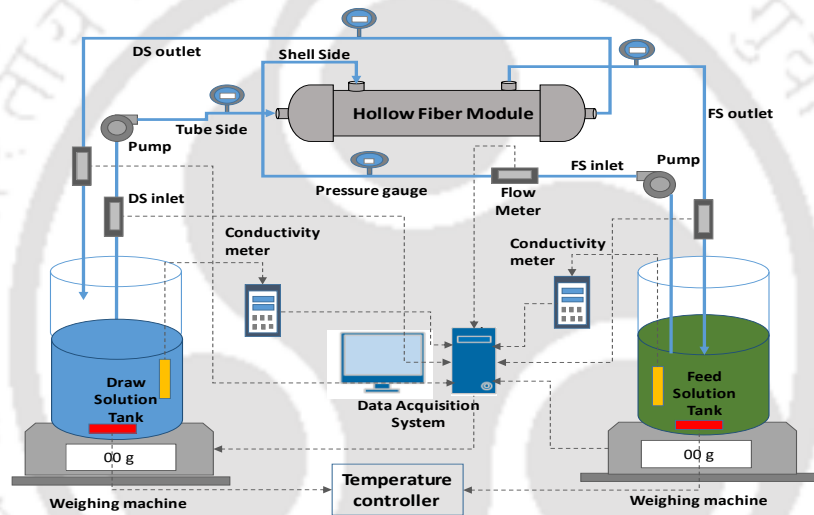 DS outlet
Shell Side
Hollow Fiber Module
FS outlet
Tube Side
Pump
FS inlet
Pump
Pressure gauge
Flow
Meter
DS inlet
Conductivity
meter
Conductivity
meter
Draw
Solution
Tank
Feed
Solution
Tank
Data Acquisition
System
00 g
00 g
Temperature
controller
Weighing machine
Weighing machine